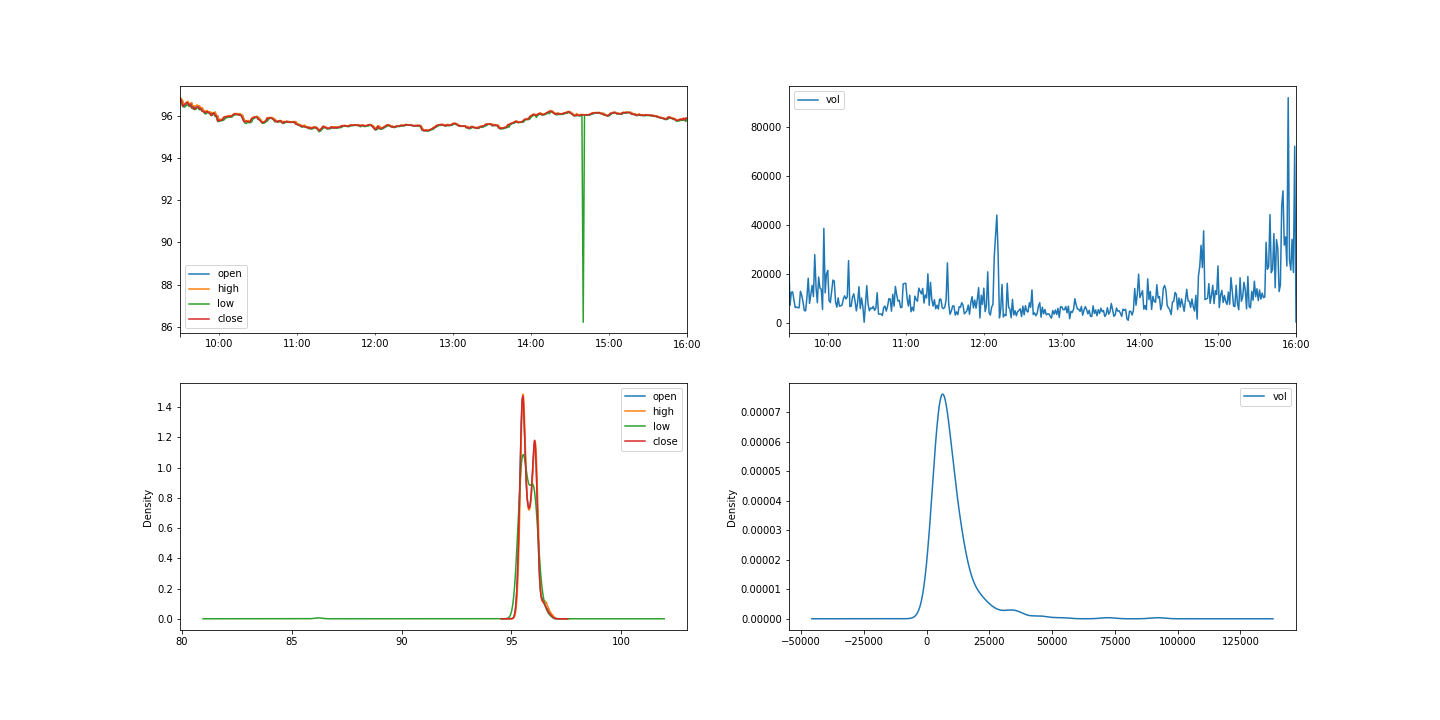 96
94
92
90
88
86
open
high
low
close
10:00 11:00 12:00 13:00 14:00 15:00 16:00
vol
80000
60000
40000
20000
0
10:00 11:00 12:00 13:00 14:00 15:00 16:00
open
high
low
close
1.4
1.2
1.0
0.8
0.6
0.4
0.2
0.0
Density
80 85 90 95 100
vol
0.00007
0.00006
0.00005
0.00004
0.00003
0.00002
0.00001
0.00000
Density
−50000 −25000 0 25000 50000 75000 100000 125000